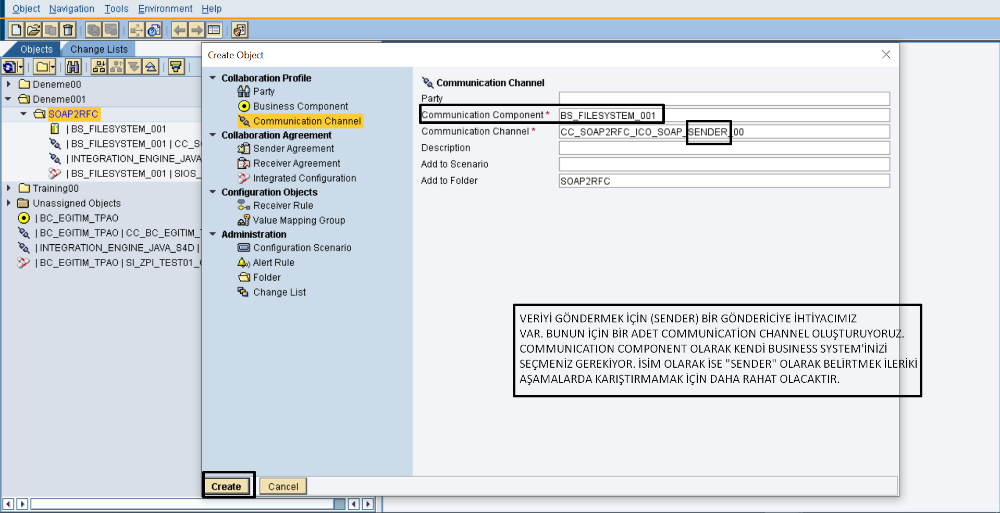 Object Navigation Tools Environment Help
Objects Change Lists
Deneme00
Deneme001
SOAP2RFC
| BS_FILESYSTEM_001
| BS_FILESYSTEM_001 | CC_S
| INTEGRATION_ENGINE_JAVA
| BS_FILESYSTEM_001 | SIOS_
Training00
Unassigned Objects
| BC_EGITIM_TPAO
| BC_EGITIM_TPAO | CC_BC_EGITIM_
| INTEGRATION_ENGINE_JAVA_S4D |
| BC_EGITIM_TPAO | SI_ZPI_TEST01_
Create Object
Collaboration Profile
Party
Business Component
Communication Channel
Collaboration Agreement
Sender Agreement
Receiver Agreement
Integrated Configuration
Configuration Objects
Receiver Rule
Value Mapping Group
Administration
Configuration Scenario
Alert Rule
Folder
Change List
Communication Channel
Party
Communication Component * BS_FILESYSTEM_001
Communication Channel * CC_SOAP2RFC_ICO_SOAP_SENDER_00
Description
Add to Scenario
Add to Folder SOAP2RFC
VERİYİ GÖNDERMEK İÇİN (SENDER) BİR GÖNDERİCİYE İHTİYACIMIZ
VAR. BUNUN İÇİN BİR ADET COMMUNİCATİON CHANNEL OLUŞTURUYORUZ.
COMMUNICATION COMPONENT OLARAK KENDİ BUSINESS SYSTEM'İNİZİ
SEÇMENİZ GEREKİYOR. İSİM OLARAK İSE "SENDER" OLARAK BELİRTMEK İLERİKİ
AŞAMALARDA KARIŞTIRMAMAK İÇİN DAHA RAHAT OLACAKTIR.
Create Cancel